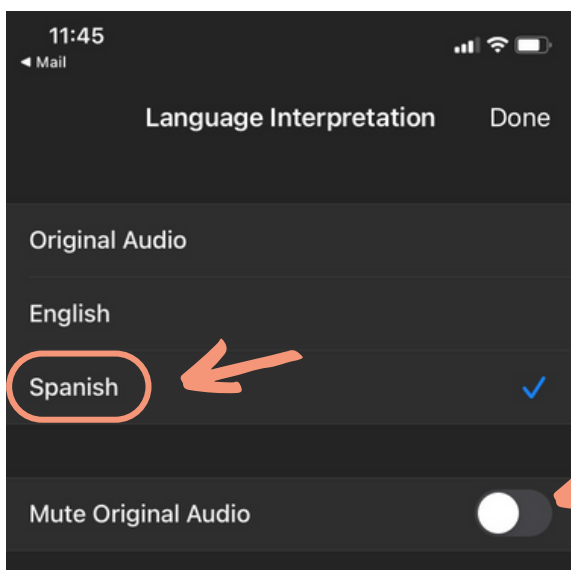 11:45
◀ Mail
Language Interpretation Done
Original Audio
English
Spanish
Mute Original Audio